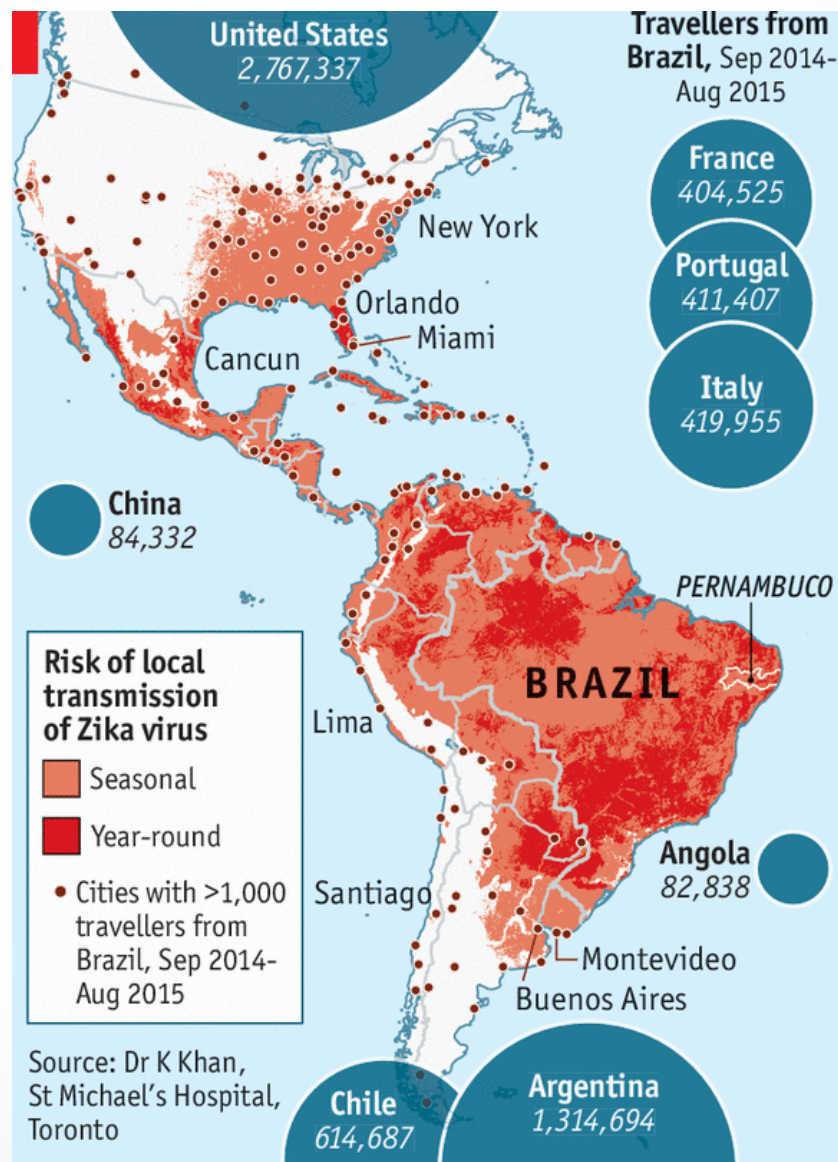 United States
2,767,337
Travellers from
Brazil, Sep 2014-
Aug 2015
France
404,525
Portugal
411,407
Italy
419,955
New York
Orlando
Miami
Cancun
China
84,332
PERNAMBUCO
BRAZIL
Lima
Risk of local
transmission
of Zika virus
Seasonal
Year-round
Cities with >1,000
travellers from
Brazil, Sep 2014-
Aug 2015
Santiago
Angola
82,838
Montevideo
Buenos Aires
Source: Dr K Khan,
St Michael's Hospital,
Toronto
Chile
614,687
Argentina
1,314,694